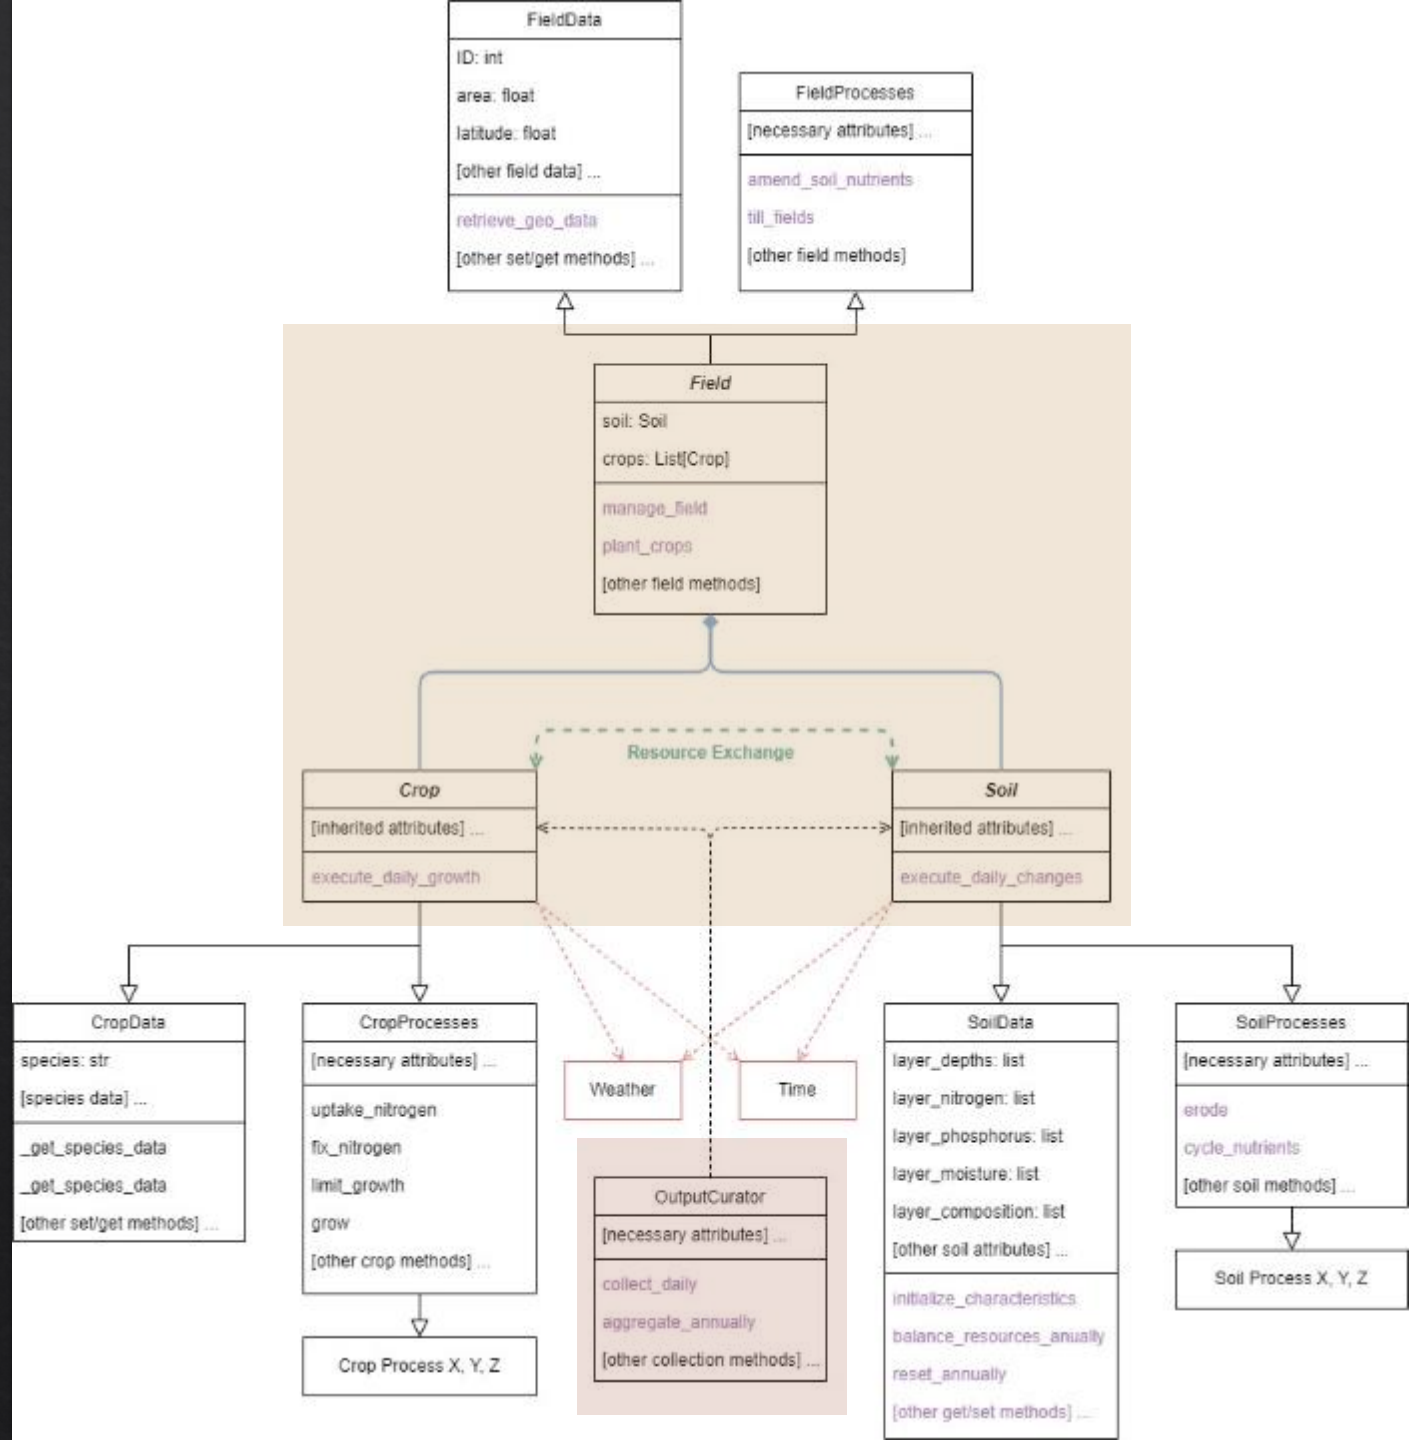 FieldData
ID: int
area: float
latitude: float
[other field data] ...
retrieve_geo_data
[other set/get methods] ...
FieldProcesses
[necessary attributes] ...
amend_soil_nutrients
till_fields
[other field methods]
Field
soil: Soil
crops: List[Crop]
manage_field
plant_crops
[other field methods]
Resource Exchange
Crop
[inherited attributes] ...
execute_daily_growth
Soil
[inherited attributes] ...
execute_daily_changes
CropData
species: str
[species data] ...
_get_species_data
_get_species_data
[other set/get methods] ...
CropProcesses
[necessary attributes] ...
uptake_nitrogen
fix_nitrogen
limit_growth
grow
[other crop methods] ...
Crop Process X, Y, Z
Weather
Time
OutputCurator
[necessary attributes] ...
collect_daily
aggregate_annually
[other collection methods] ...
SoilData
layer_depths: list
layer_nitrogen: list
layer_phosphorus: list
layer_moisture: list
layer_composition: list
[other soil attributes] ...
initialize_characteristics
balance_resources_anually
reset_annually
[other get/set methods] ...
SoilProcesses
[necessary attributes] ...
erode
cycle_nutrients
[other soil methods] ...
Soil Process X, Y, Z